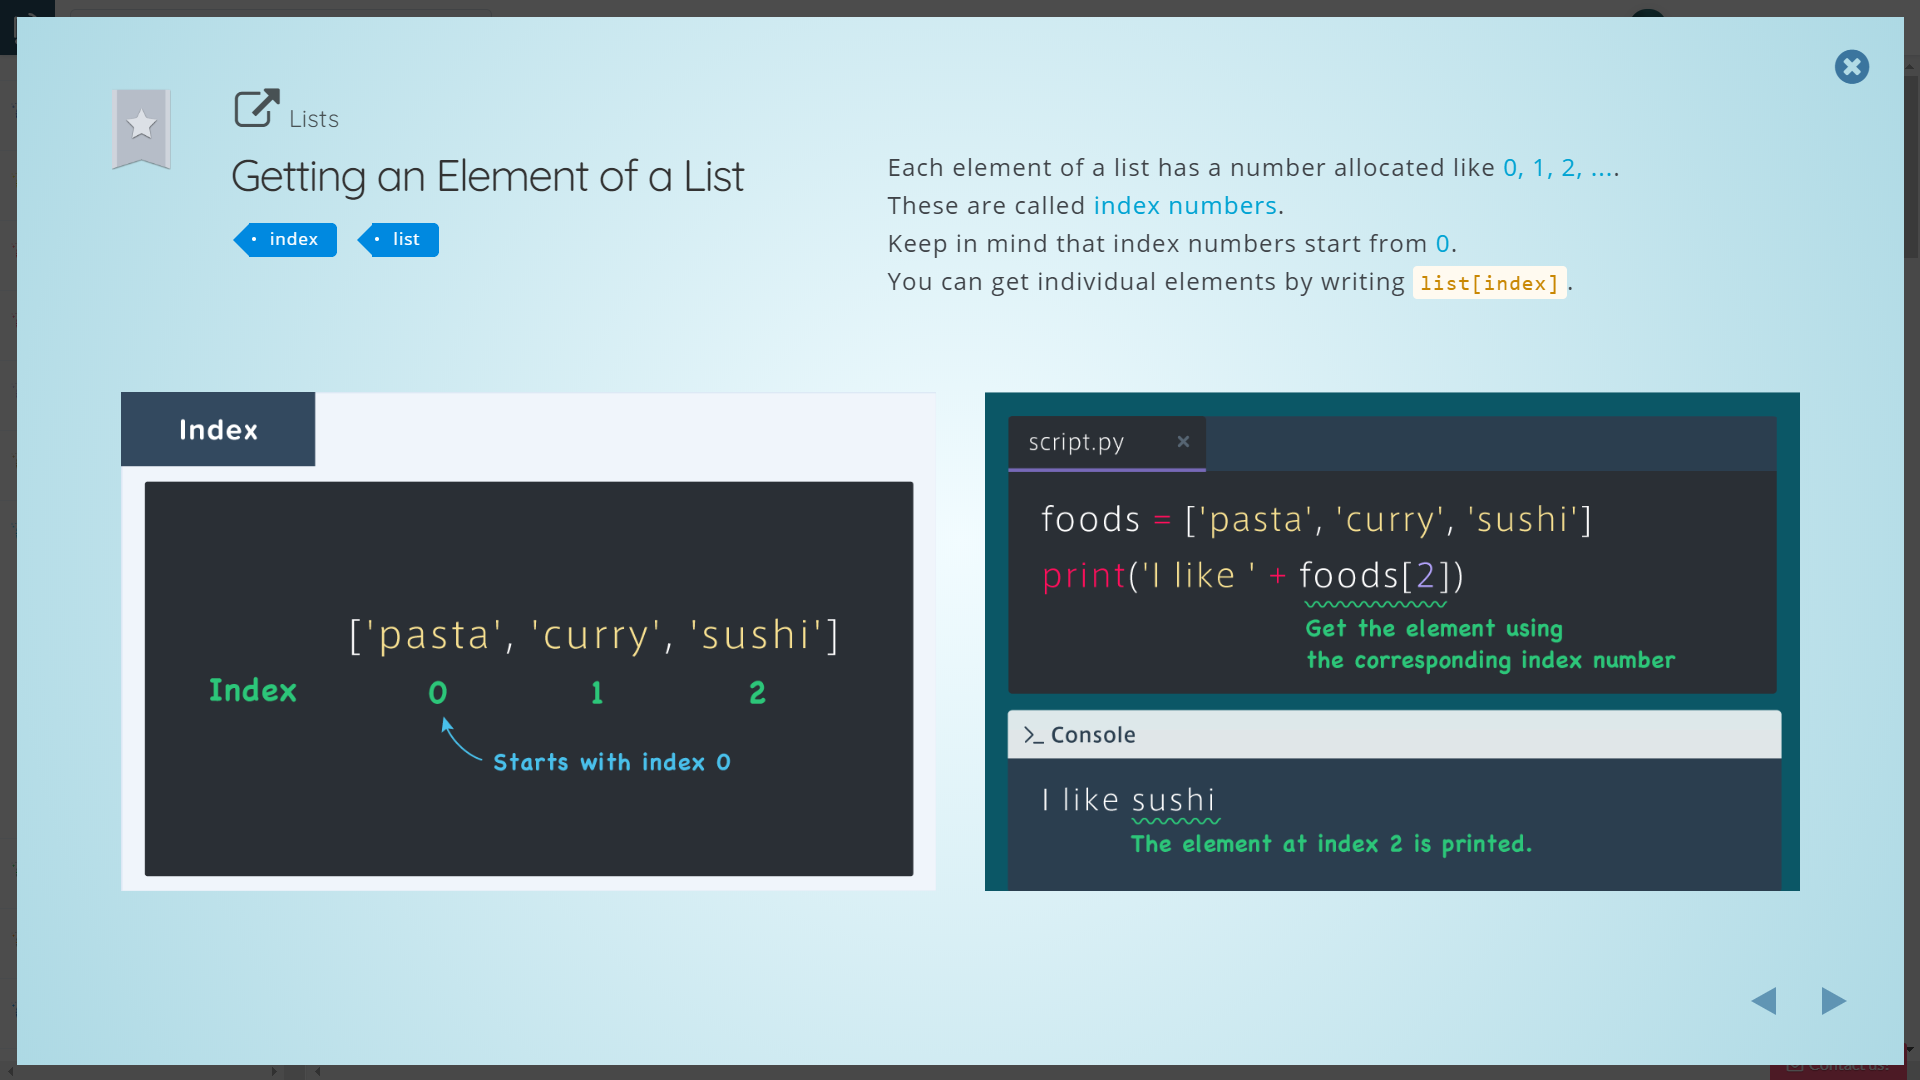 Lists
Getting an Element of a List
index
list
Each element of a list has a number allocated like 0, 1, 2, ....
These are called index numbers.
Keep in mind that index numbers start from 0.
You can get individual elements by writing list[index].
Index
['pasta', 'curry', 'sushi']
Index 0 1 2
Starts with index 0
script.py
foods = ['pasta', 'curry', 'sushi']
print('I like ' + foods[2])
Get the element using
the corresponding index number
>_ Console
I like sushi
The element at index 2 is printed.
Contact us!